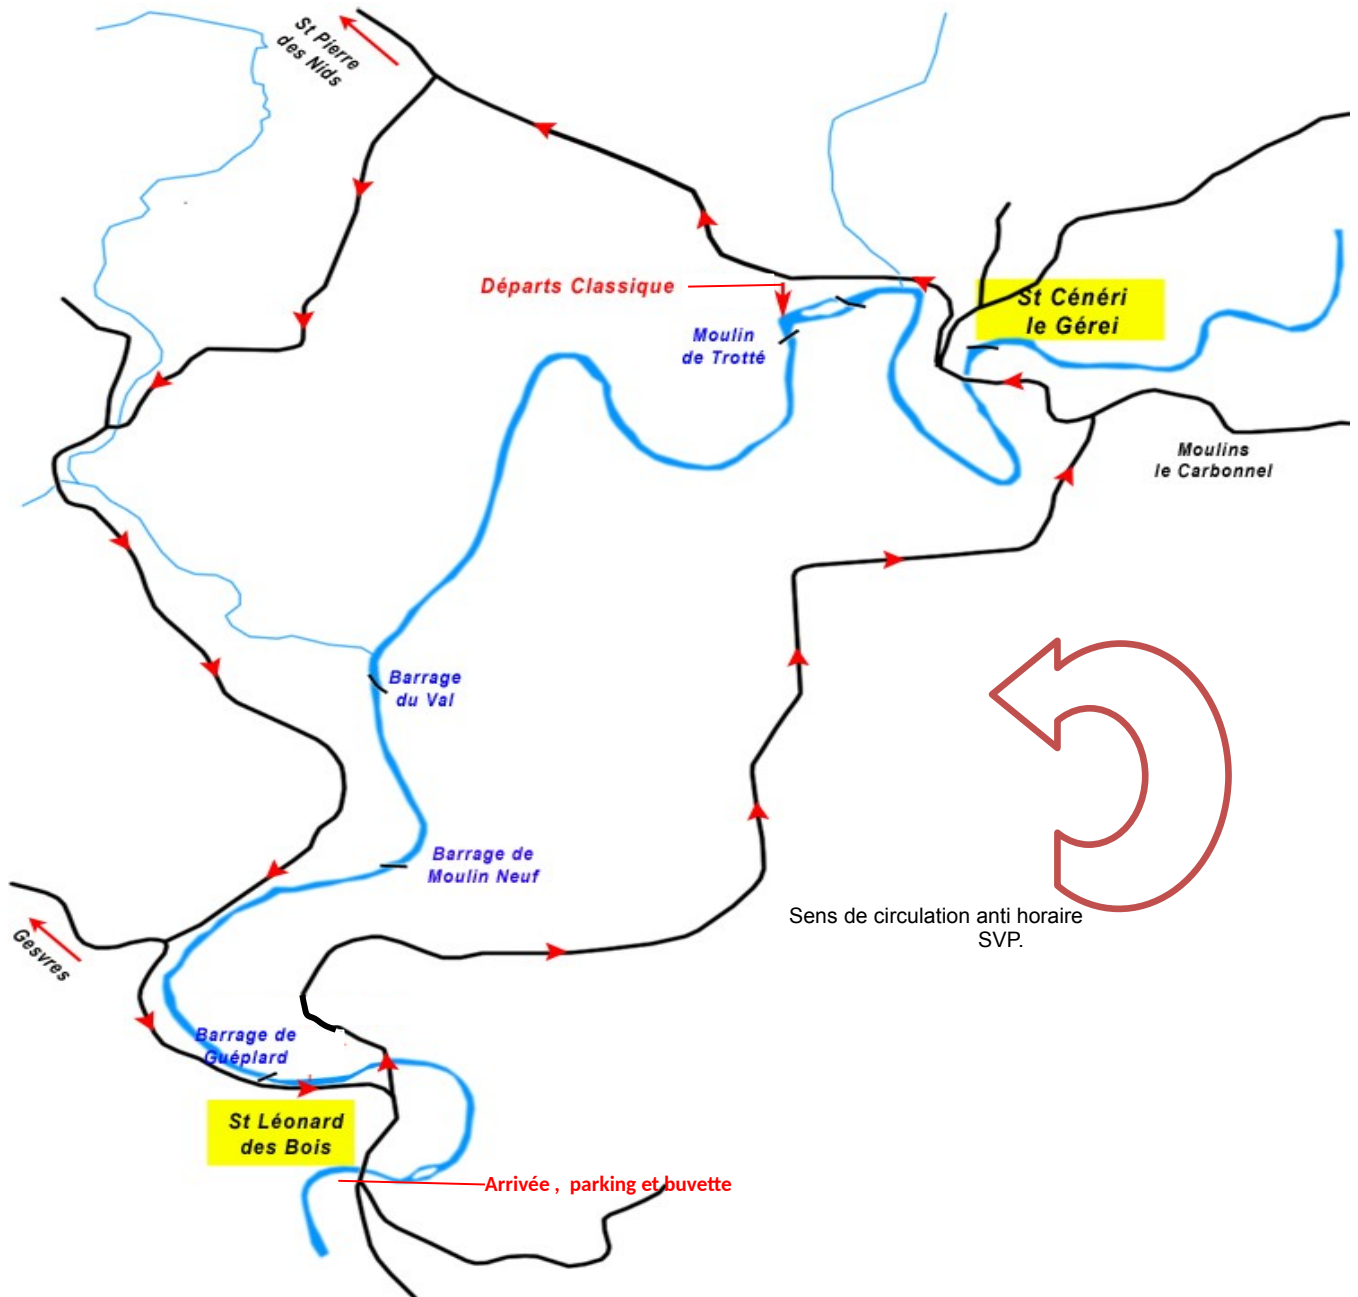 St Pierre
des Nids
Départs Classique
St Cénéri
le Gérei
Moulin
de Trotté
Moulins
le Carbonnel
Barrage
du Val
Barrage de
Moulin Neuf
Sens de circulation anti horaire
SVP.
Gesvres
Barrage de
Guéplard
St Léonard
des Bois
Arrivée , parking et buvette